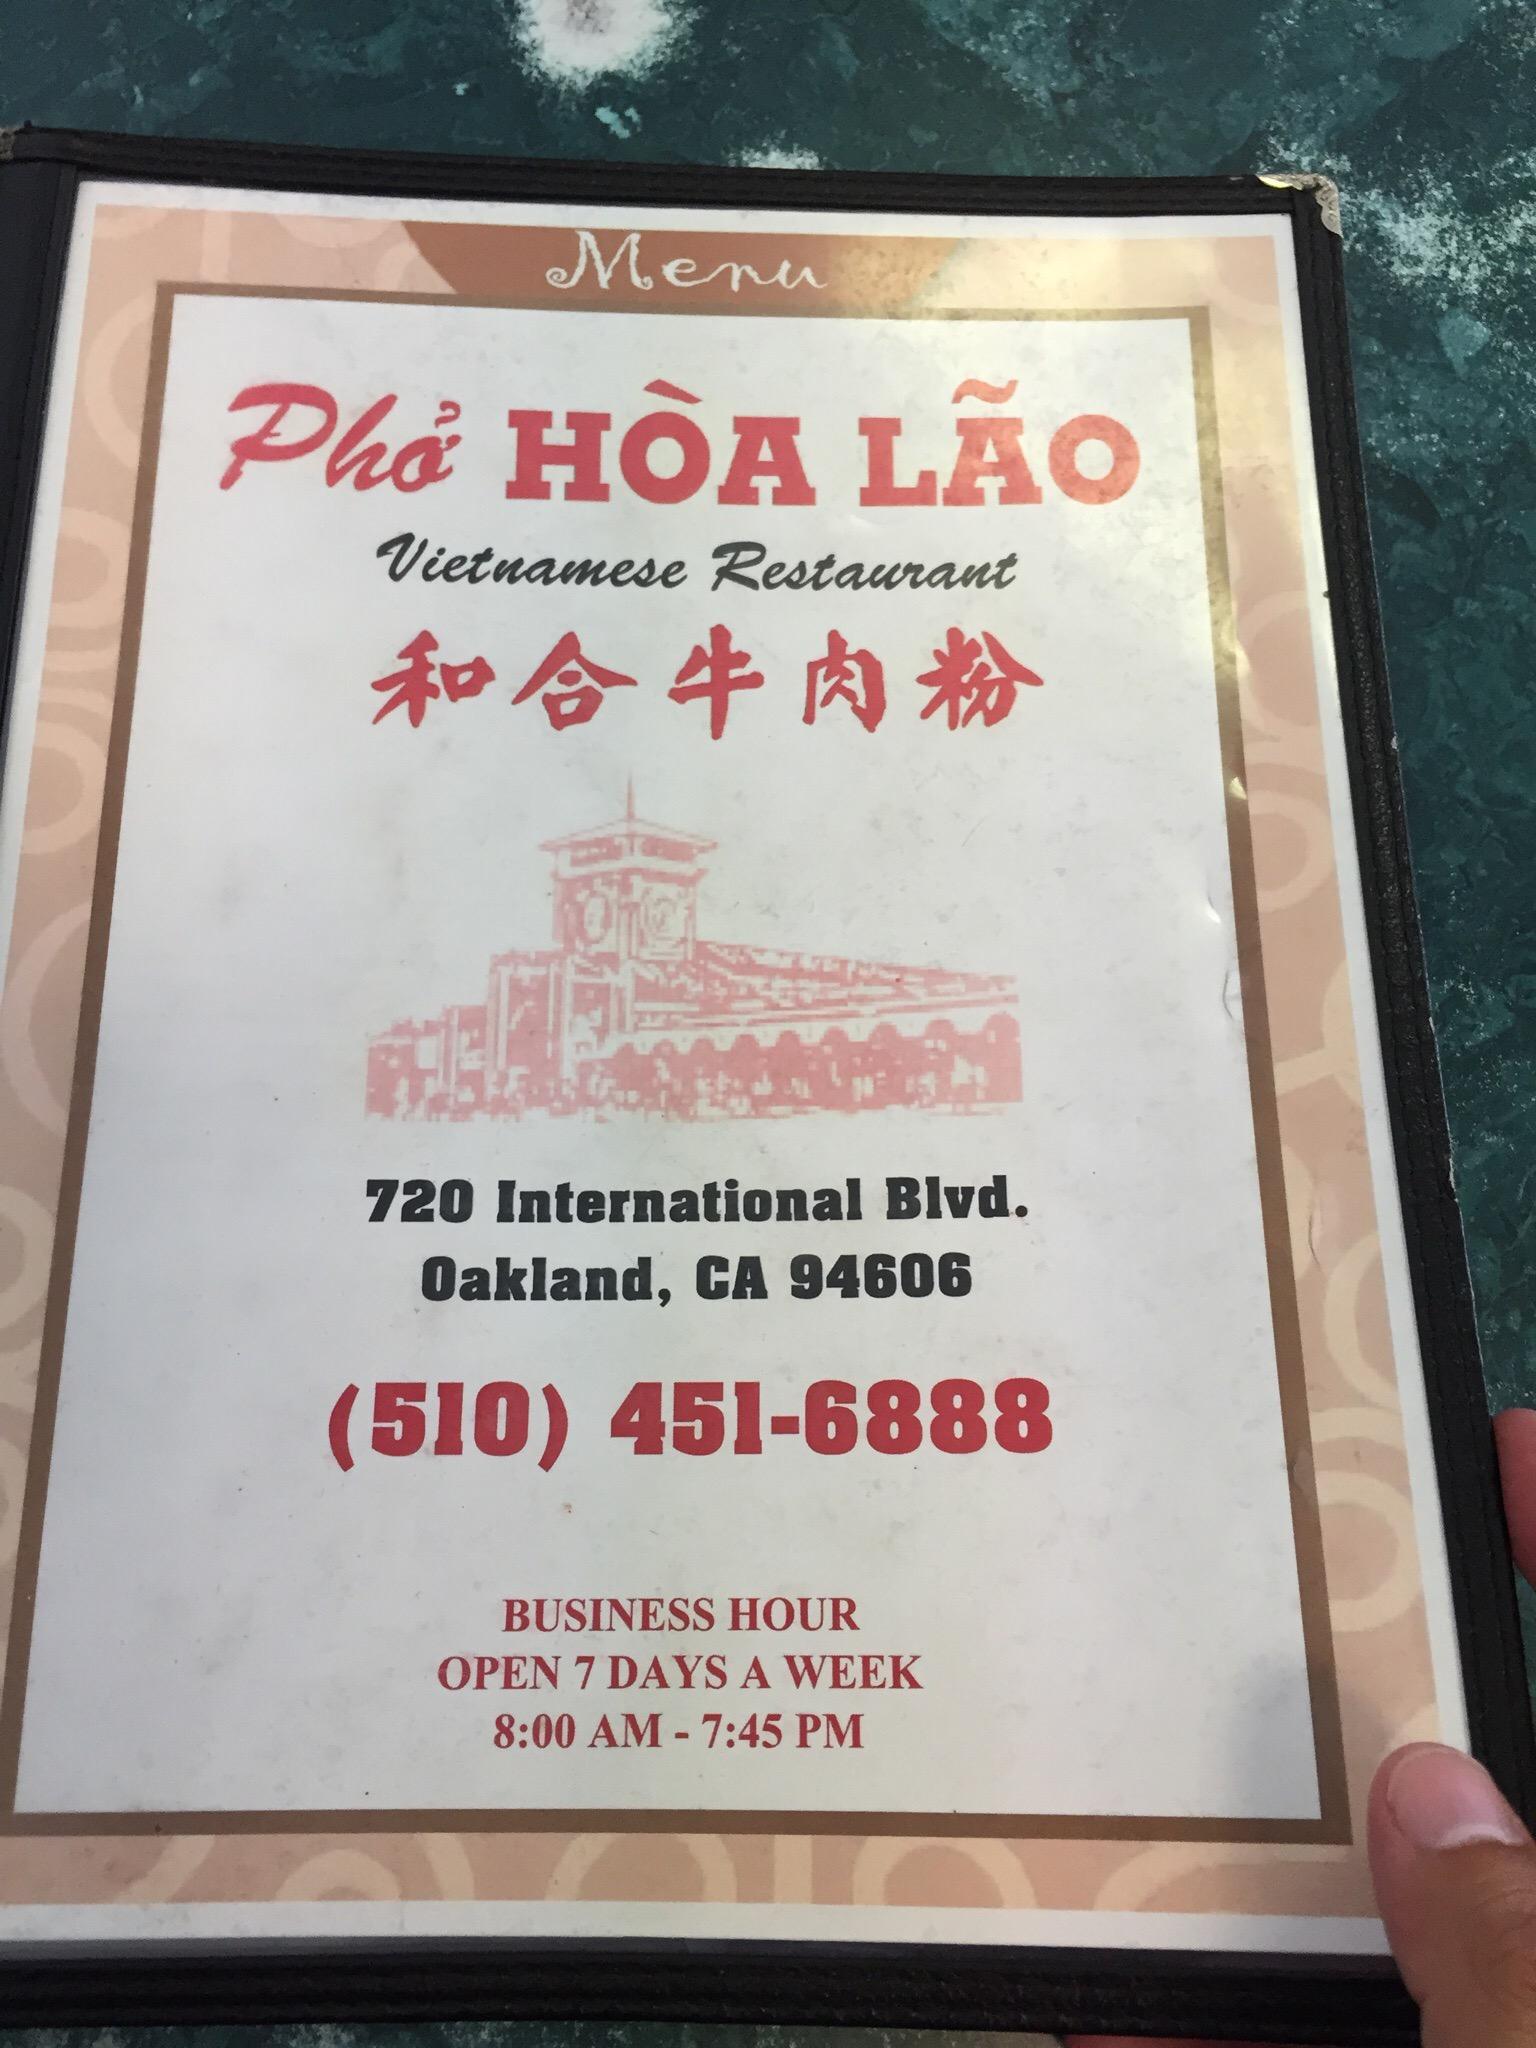 Menu
Phở HÒA LÃO
Vietnamese Restaurant
和合牛肉粉
720 International Blvd.
Oakland, CA 94606
(510) 451-6888
BUSINESS HOUR
OPEN 7 DAYS A WEEK
8:00 AM - 7:45 PM